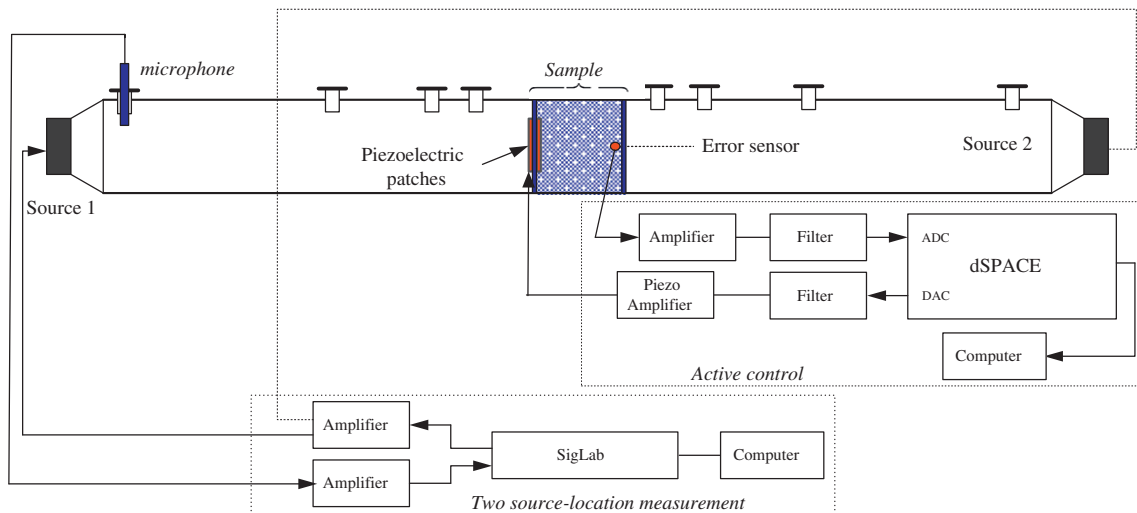 Sample
microphone
Piezoelectric
patches
Error sensor
Source 2
Source 1
Amplifier
Filter
ADC
dSPACE
Piezo
Amplifier
Filter
DAC
Computer
Active control
Amplifier
SigLab
Computer
Amplifier
Two source-location measurement